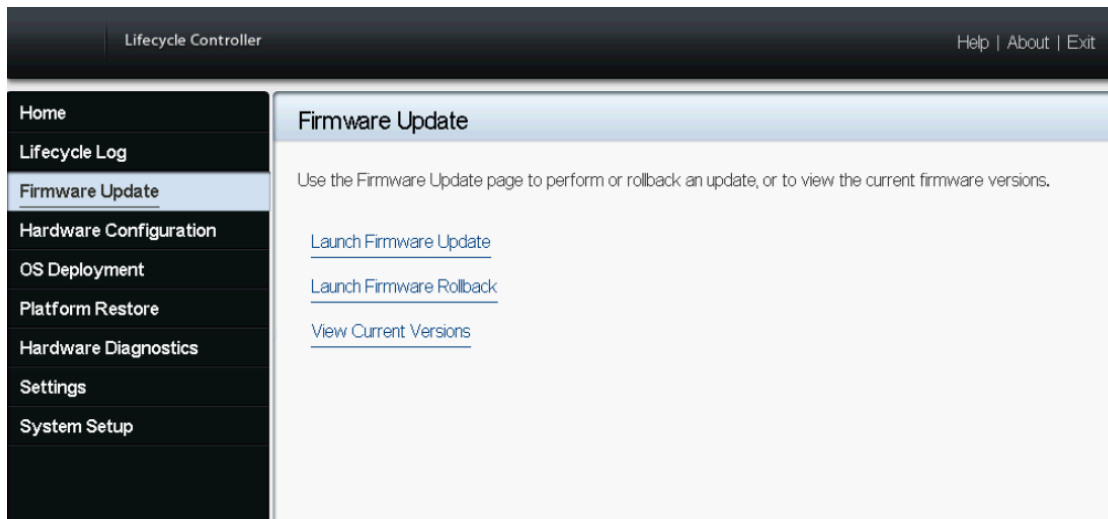 Lifecycle Controller
Help | About | Exit
Home
Lifecycle Log
Firmware Update
Hardware Configuration
OS Deployment
Platform Restore
Hardware Diagnostics
Settings
System Setup
Firmware Update
Use the Firmware Update page to perform or rollback an update, or to view the current firmware versions.
Launch Firmware Update
Launch Firmware Rollback
View Current Versions